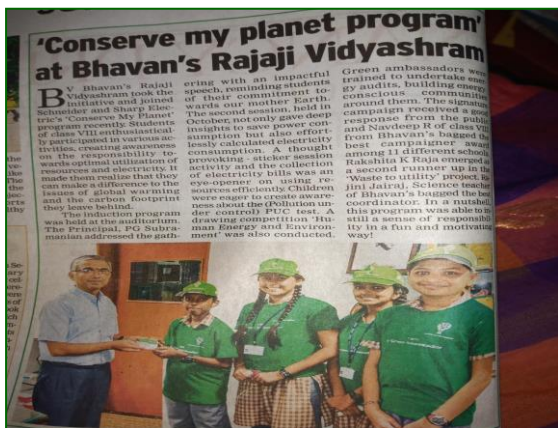 'Conserve my planet program'
at Bhavan's Rajaji Vidyashram
BV Bhavan's Rajaji
Vidyashram took the
initiative and joined
Schneider and Sharp Elec-
tric's "Conserve My Planet"
program recently. Students
of class VIII enthusiastical-
ly participated in various ac-
tivities, creating awareness
on the responsibility to-
wards optimal utilization of
resources and electricity. It
made them realize that they
can make a difference to the
issues of global warming
and the carbon footprint
they leave behind.
The induction program
was held at the auditorium.
The Principal, PG Subra-
manian addressed the gath-
ering with an impactful
speech, reminding students
of their commitment to-
wards our mother Earth.
The second session, held in
October, not only gave deep
insights to save power con-
sumption but also effort-
lessly calculated electricity
consumption. A thought
provoking - sticker session
activity and the collection
of electricity bills was an
eye-opener on using re-
sources efficiently. Children
were eager to create aware-
ness about the (Pollution un-
der control) PUC test. A
drawing competition 'Hu-
man Energy and Environ-
ment' was also conducted.
Green ambassadors were
trained to undertake ener-
gy audits, building energy
conscious communities
around them. The signature
campaign received a good
response from the public
and Navdeep R of class VIII
from Bhavan's bagged the
best campaigner award
among 11 different schools.
Rakshita K Raja emerged as
a second runner up in the
'Waste to utility' project. Ra-
jini Jairaj, Science teacher
of Bhavan's bagged the best
coordinator. In a nutshell,
this program was able to in-
still a sense of responsibil-
ity in a fun and motivating
way!